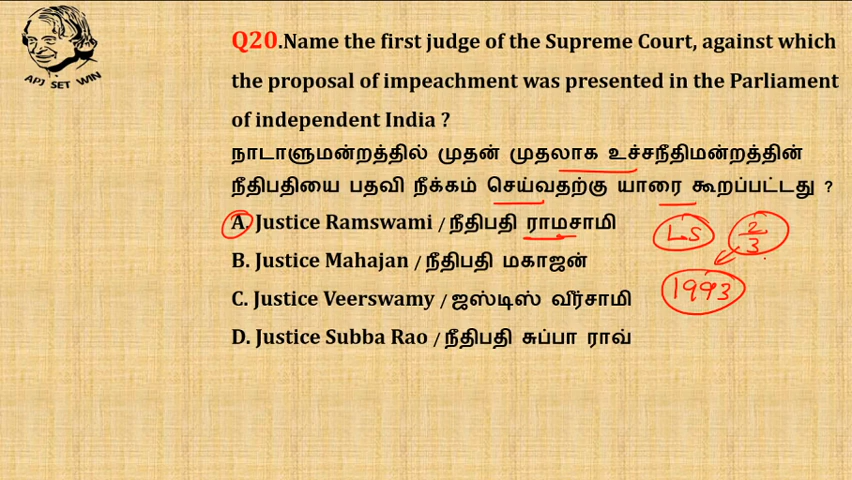 APJ SET WIN
Q20.Name the first judge of the Supreme Court, against which
the proposal of impeachment was presented in the Parliament
of independent India ?
நாடாளுமன்றத்தில் முதன் முதலாக உச்சநீதிமன்றத்தின்
நீதிபதியை பதவி நீக்கம் செய்வதற்கு யாரை கூறப்பட்டது ?
A. Justice Ramswami / நீதிபதி ராமசாமி
LS 2/3
B. Justice Mahajan / நீதிபதி மகாஜன்
1993
C. Justice Veerswamy / ஜஸ்டிஸ் வீர்சாமி
D. Justice Subba Rao / நீதிபதி சுப்பா ராவ்